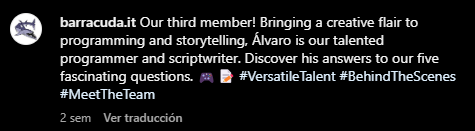 barracuda.it Our third member! Bringing a creative flair to
programming and storytelling, Álvaro is our talented
programmer and scriptwriter. Discover his answers to our five
fascinating questions. 🎮 📝 #VersatileTalent #BehindTheScenes
#MeetTheTeam
2 sem Ver traducción